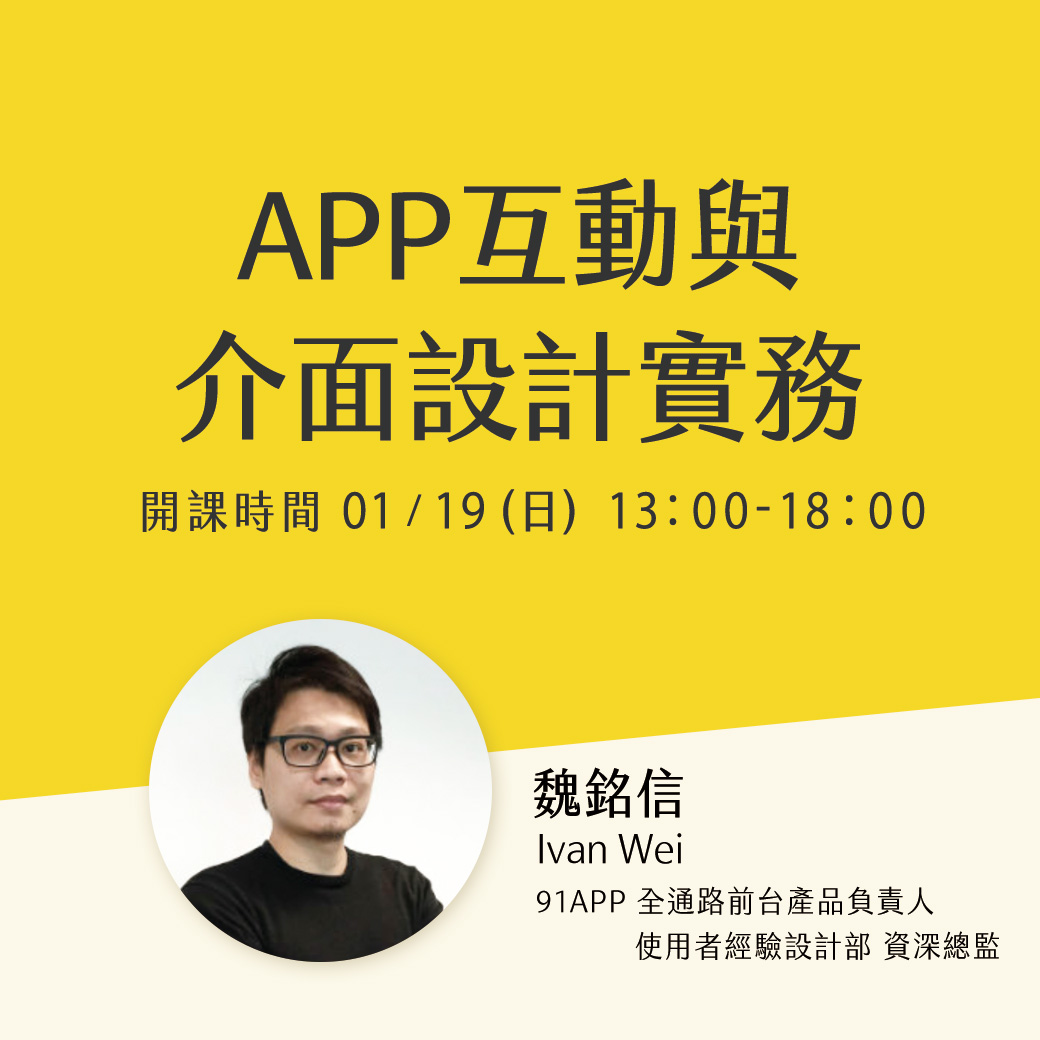 APP互動與
介面設計實務
開課時間 01 / 19 (日) 13:00-18:00
魏銘信
Ivan Wei
91APP 全通路前台產品負責人
使用者經驗設計部 資深總監